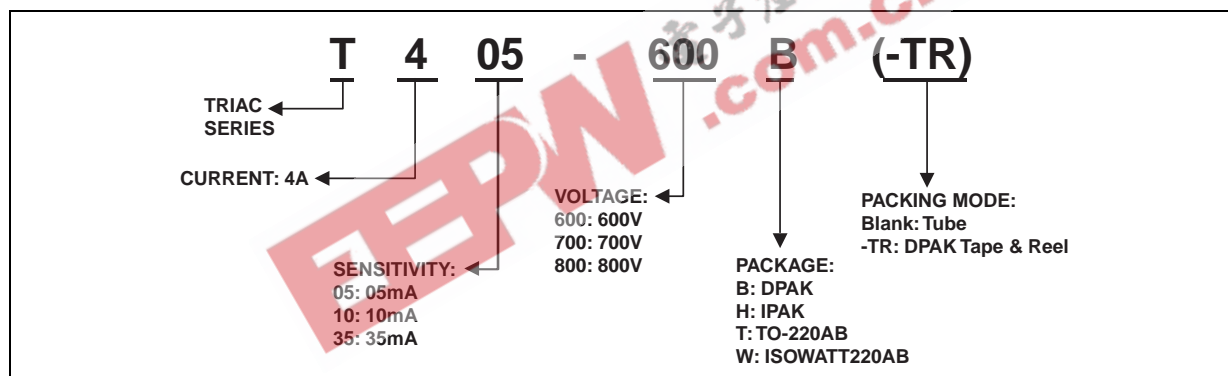 T 4 05 - 600 B (-TR)
TRIAC
SERIES
CURRENT: 4A
SENSITIVITY:
05: 05mA
10: 10mA
35: 35mA
VOLTAGE:
600: 600V
700: 700V
800: 800V
PACKAGE:
B: DPAK
H: IPAK
T: TO-220AB
W: ISOWATT220AB
PACKING MODE:
Blank: Tube
-TR: DPAK Tape & Reel
EEPW
.com.c